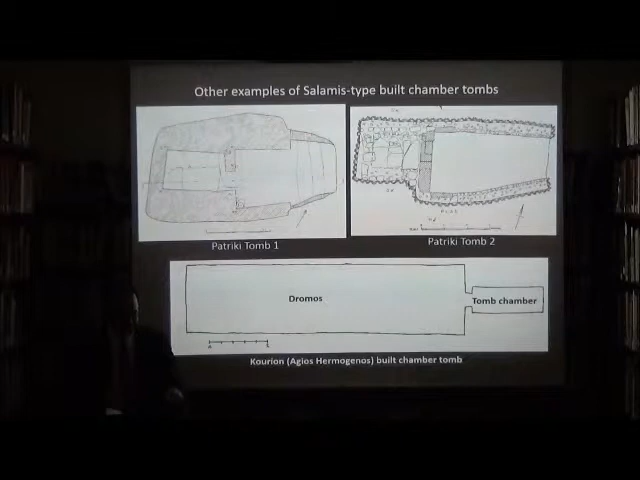 Other examples of Salamis-type built chamber tombs
Patriki Tomb 1
Patriki Tomb 2
Dromos
Tomb chamber
Kourion (Agios Hermogenos) built chamber tomb